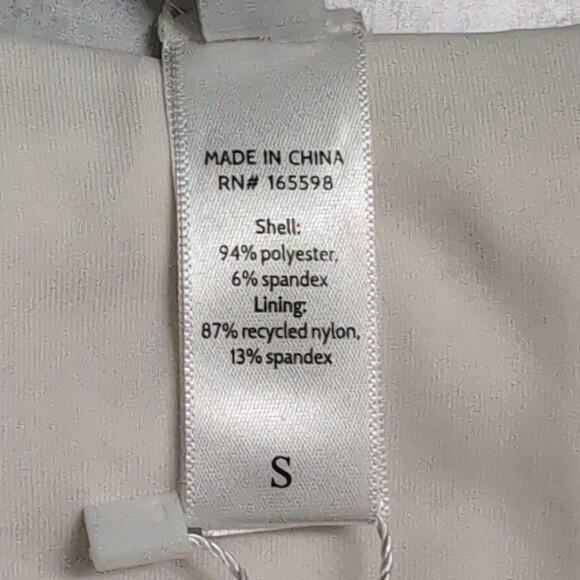 MADE IN CHINA
RN# 165598
Shell:
94% polyester,
6% spandex
Lining:
87% recycled nylon,
13% spandex
S